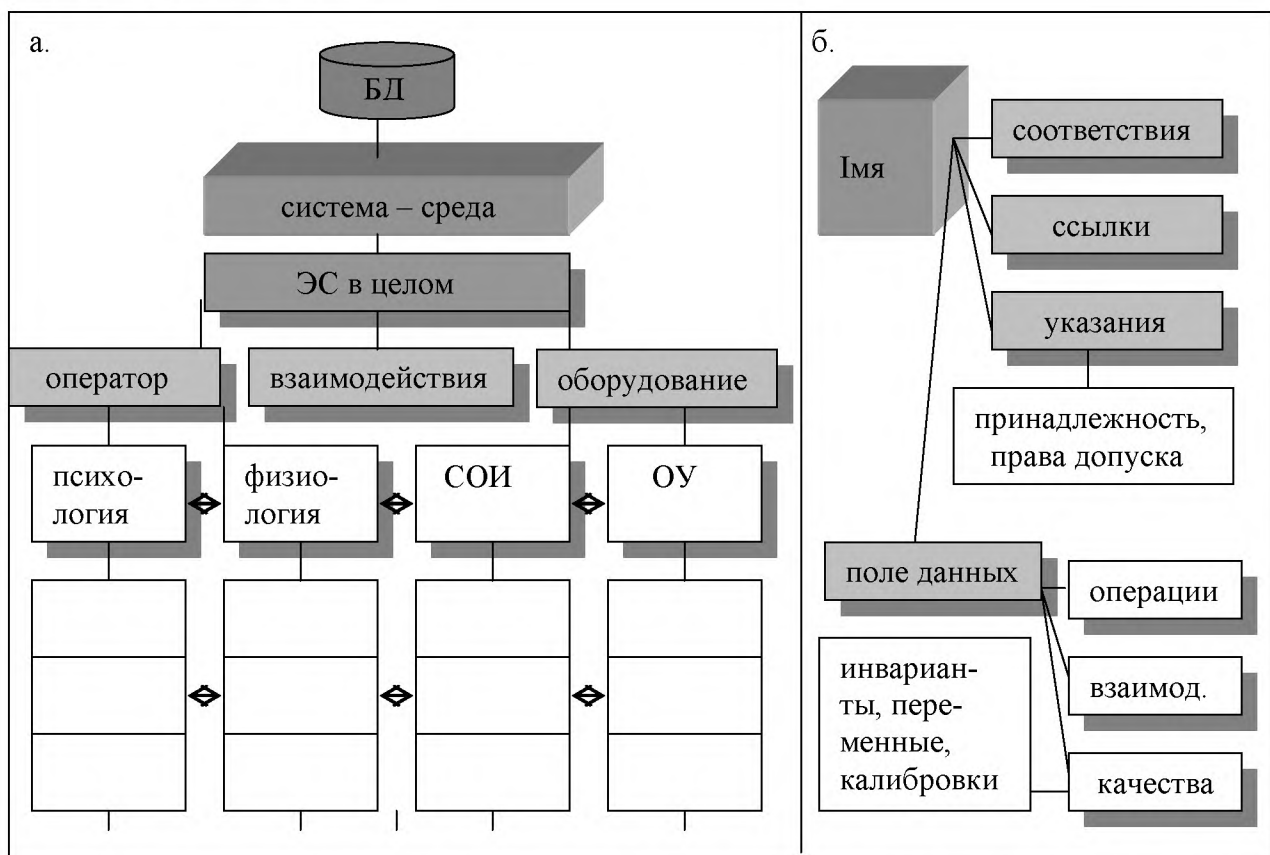 а.
БД
система – среда
ЭС в целом
оператор
взаимодействия
оборудование
психо-
логия
физио-
логия
СОИ
ОУ
б.
Iмя
соответствия
ссылки
указания
принадлежность,
права допуска
поле данных
операции
взаимод.
качества
инвариан-
ты, пере-
менные,
калибровки